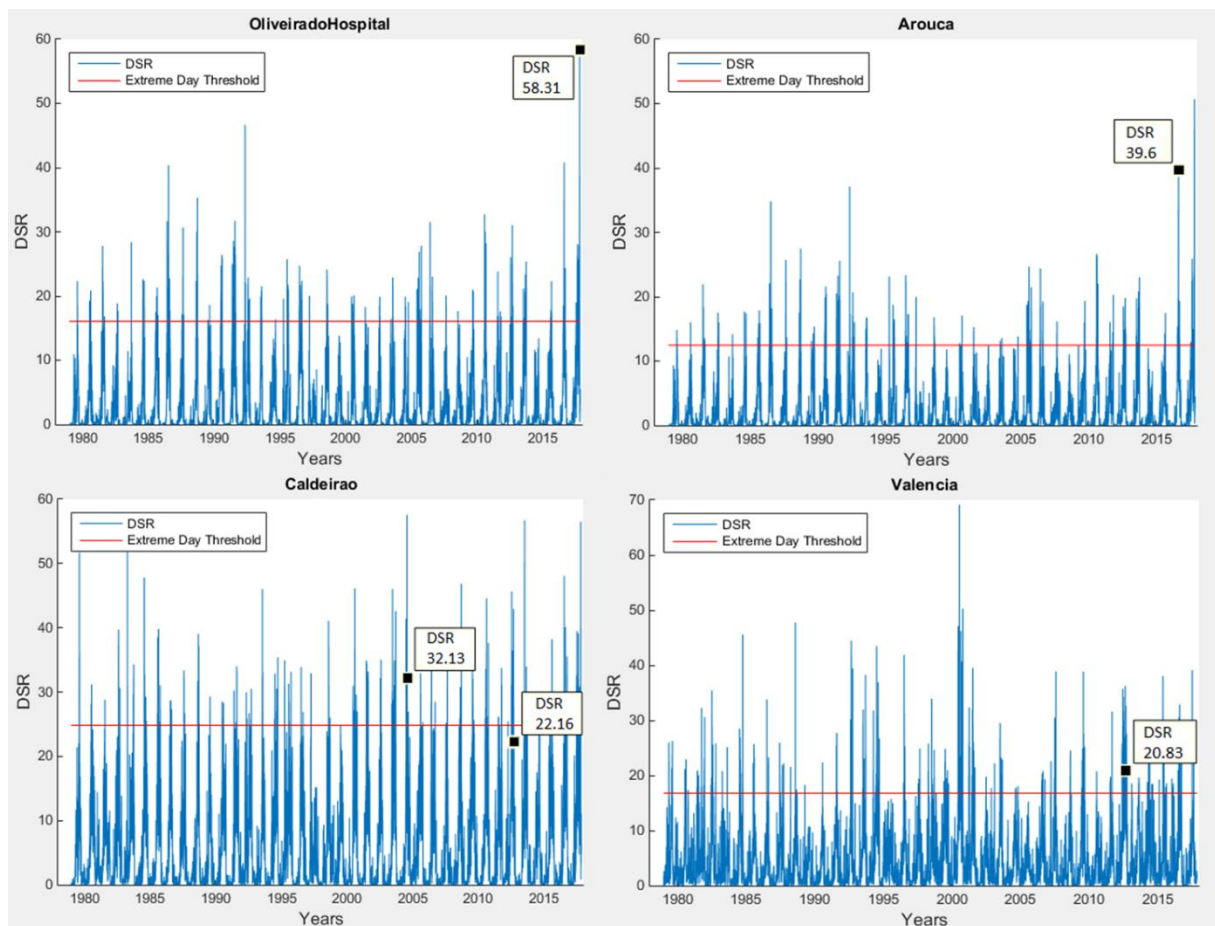 OliveiradoHospital
60
50
40
30
20
10
0
DSR
DSR
Extreme Day Threshold
DSR
58.31
1980 1985 1990 1995 2000 2005 2010 2015
Years
Arouca
60
50
40
30
20
10
0
DSR
DSR
Extreme Day Threshold
DSR
39.6
1980 1985 1990 1995 2000 2005 2010 2015
Years
Caldeirao
60
50
40
30
20
10
0
DSR
DSR
Extreme Day Threshold
DSR
32.13
DSR
22.16
1980 1985 1990 1995 2000 2005 2010 2015
Years
Valencia
70
60
50
40
30
20
10
0
DSR
DSR
Extreme Day Threshold
DSR
20.83
1980 1985 1990 1995 2000 2005 2010 2015
Years